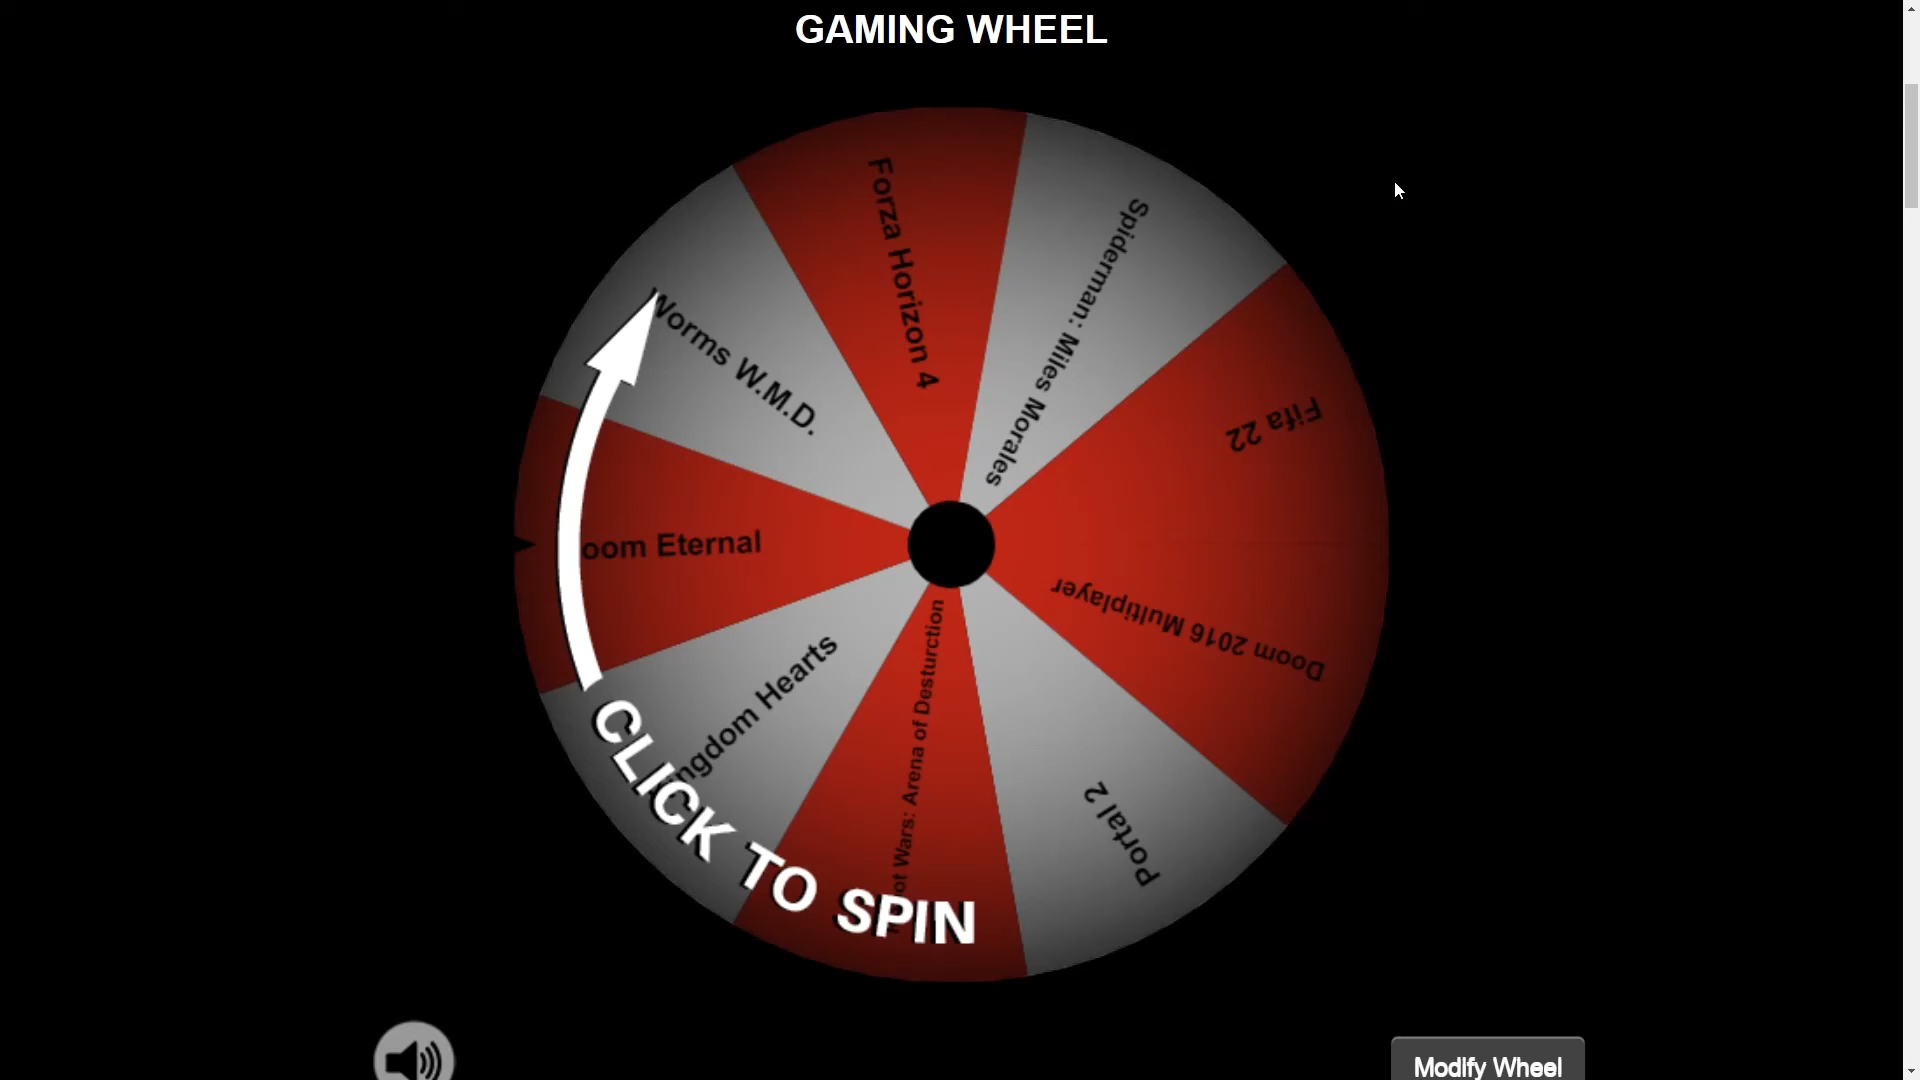 GAMING WHEEL
Forza Horizon 4
Spiderman: Miles Morales
Worms W.M.D.
Fifa 22
oom Eternal
Doom 2016 Multiplayer
ngdom Hearts
ot Wars: Arena of Desturction
Portal 2
CLICK TO SPIN
Modify Wheel